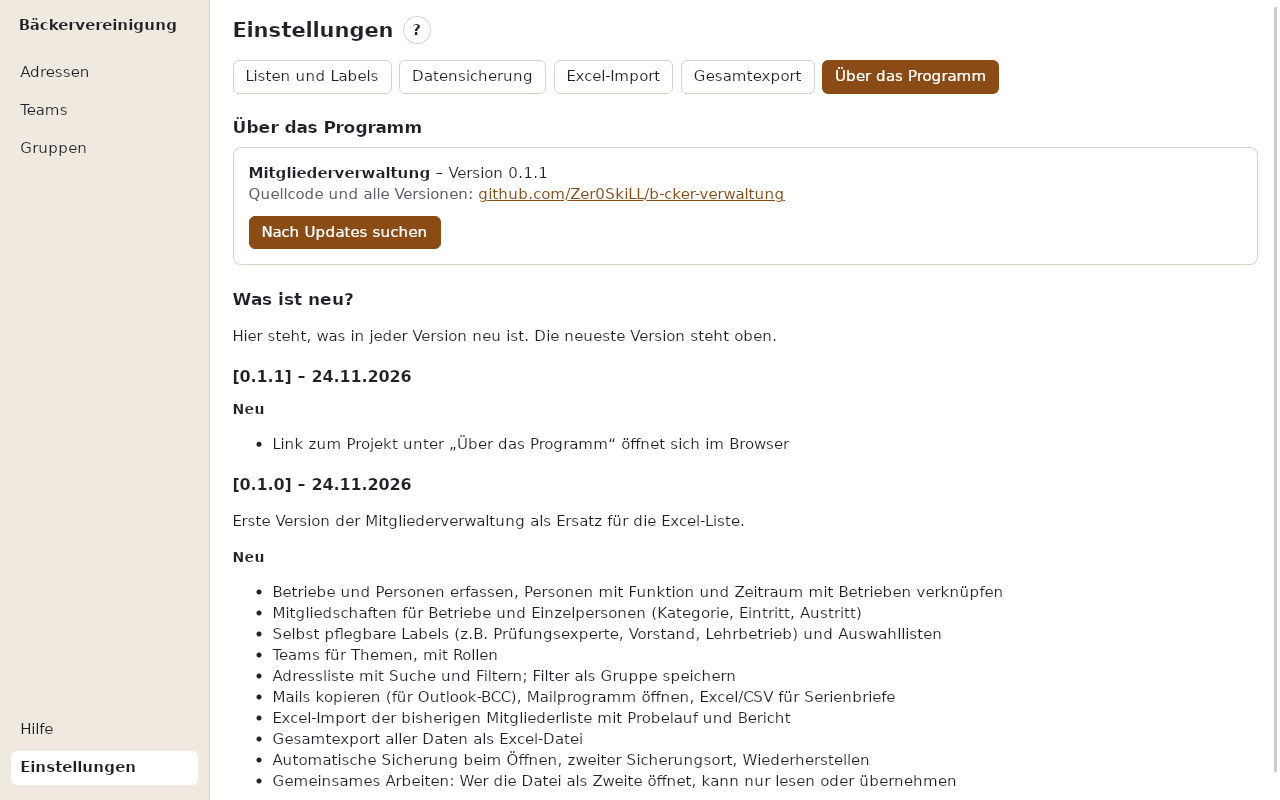 Bäckervereinigung
Adressen
Teams
Gruppen
Hilfe
Einstellungen
Einstellungen ?
Listen und Labels Datensicherung Excel-Import Gesamtexport Über das Programm
Über das Programm
Mitgliederverwaltung – Version 0.1.1
Quellcode und alle Versionen: github.com/Zer0SkiLL/b-cker-verwaltung
Nach Updates suchen
Was ist neu?
Hier steht, was in jeder Version neu ist. Die neueste Version steht oben.
[0.1.1] – 24.11.2026
Neu
• Link zum Projekt unter „Über das Programm“ öffnet sich im Browser
[0.1.0] – 24.11.2026
Erste Version der Mitgliederverwaltung als Ersatz für die Excel-Liste.
Neu
• Betriebe und Personen erfassen, Personen mit Funktion und Zeitraum mit Betrieben verknüpfen
• Mitgliedschaften für Betriebe und Einzelpersonen (Kategorie, Eintritt, Austritt)
• Selbst pflegbare Labels (z.B. Prüfungsexperte, Vorstand, Lehrbetrieb) und Auswahllisten
• Teams für Themen, mit Rollen
• Adressliste mit Suche und Filtern; Filter als Gruppe speichern
• Mails kopieren (für Outlook-BCC), Mailprogramm öffnen, Excel/CSV für Serienbriefe
• Excel-Import der bisherigen Mitgliederliste mit Probelauf und Bericht
• Gesamtexport aller Daten als Excel-Datei
• Automatische Sicherung beim Öffnen, zweiter Sicherungsort, Wiederherstellen
• Gemeinsames Arbeiten: Wer die Datei als Zweite öffnet, kann nur lesen oder übernehmen